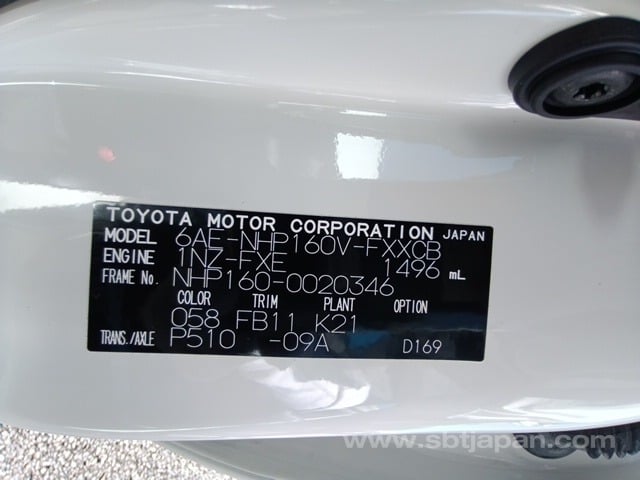 TOYOTA MOTOR CORPORATION JAPAN
MODEL 6AE-NHP160V-FXXCB
ENGINE 1NZ-FXE 1496 mL
FRAME No. NHP160-0020346
COLOR TRIM PLANT OPTION
058 FB11 K21
TRANS./AXLE P510 -09A D169
www.sbtjapan.com